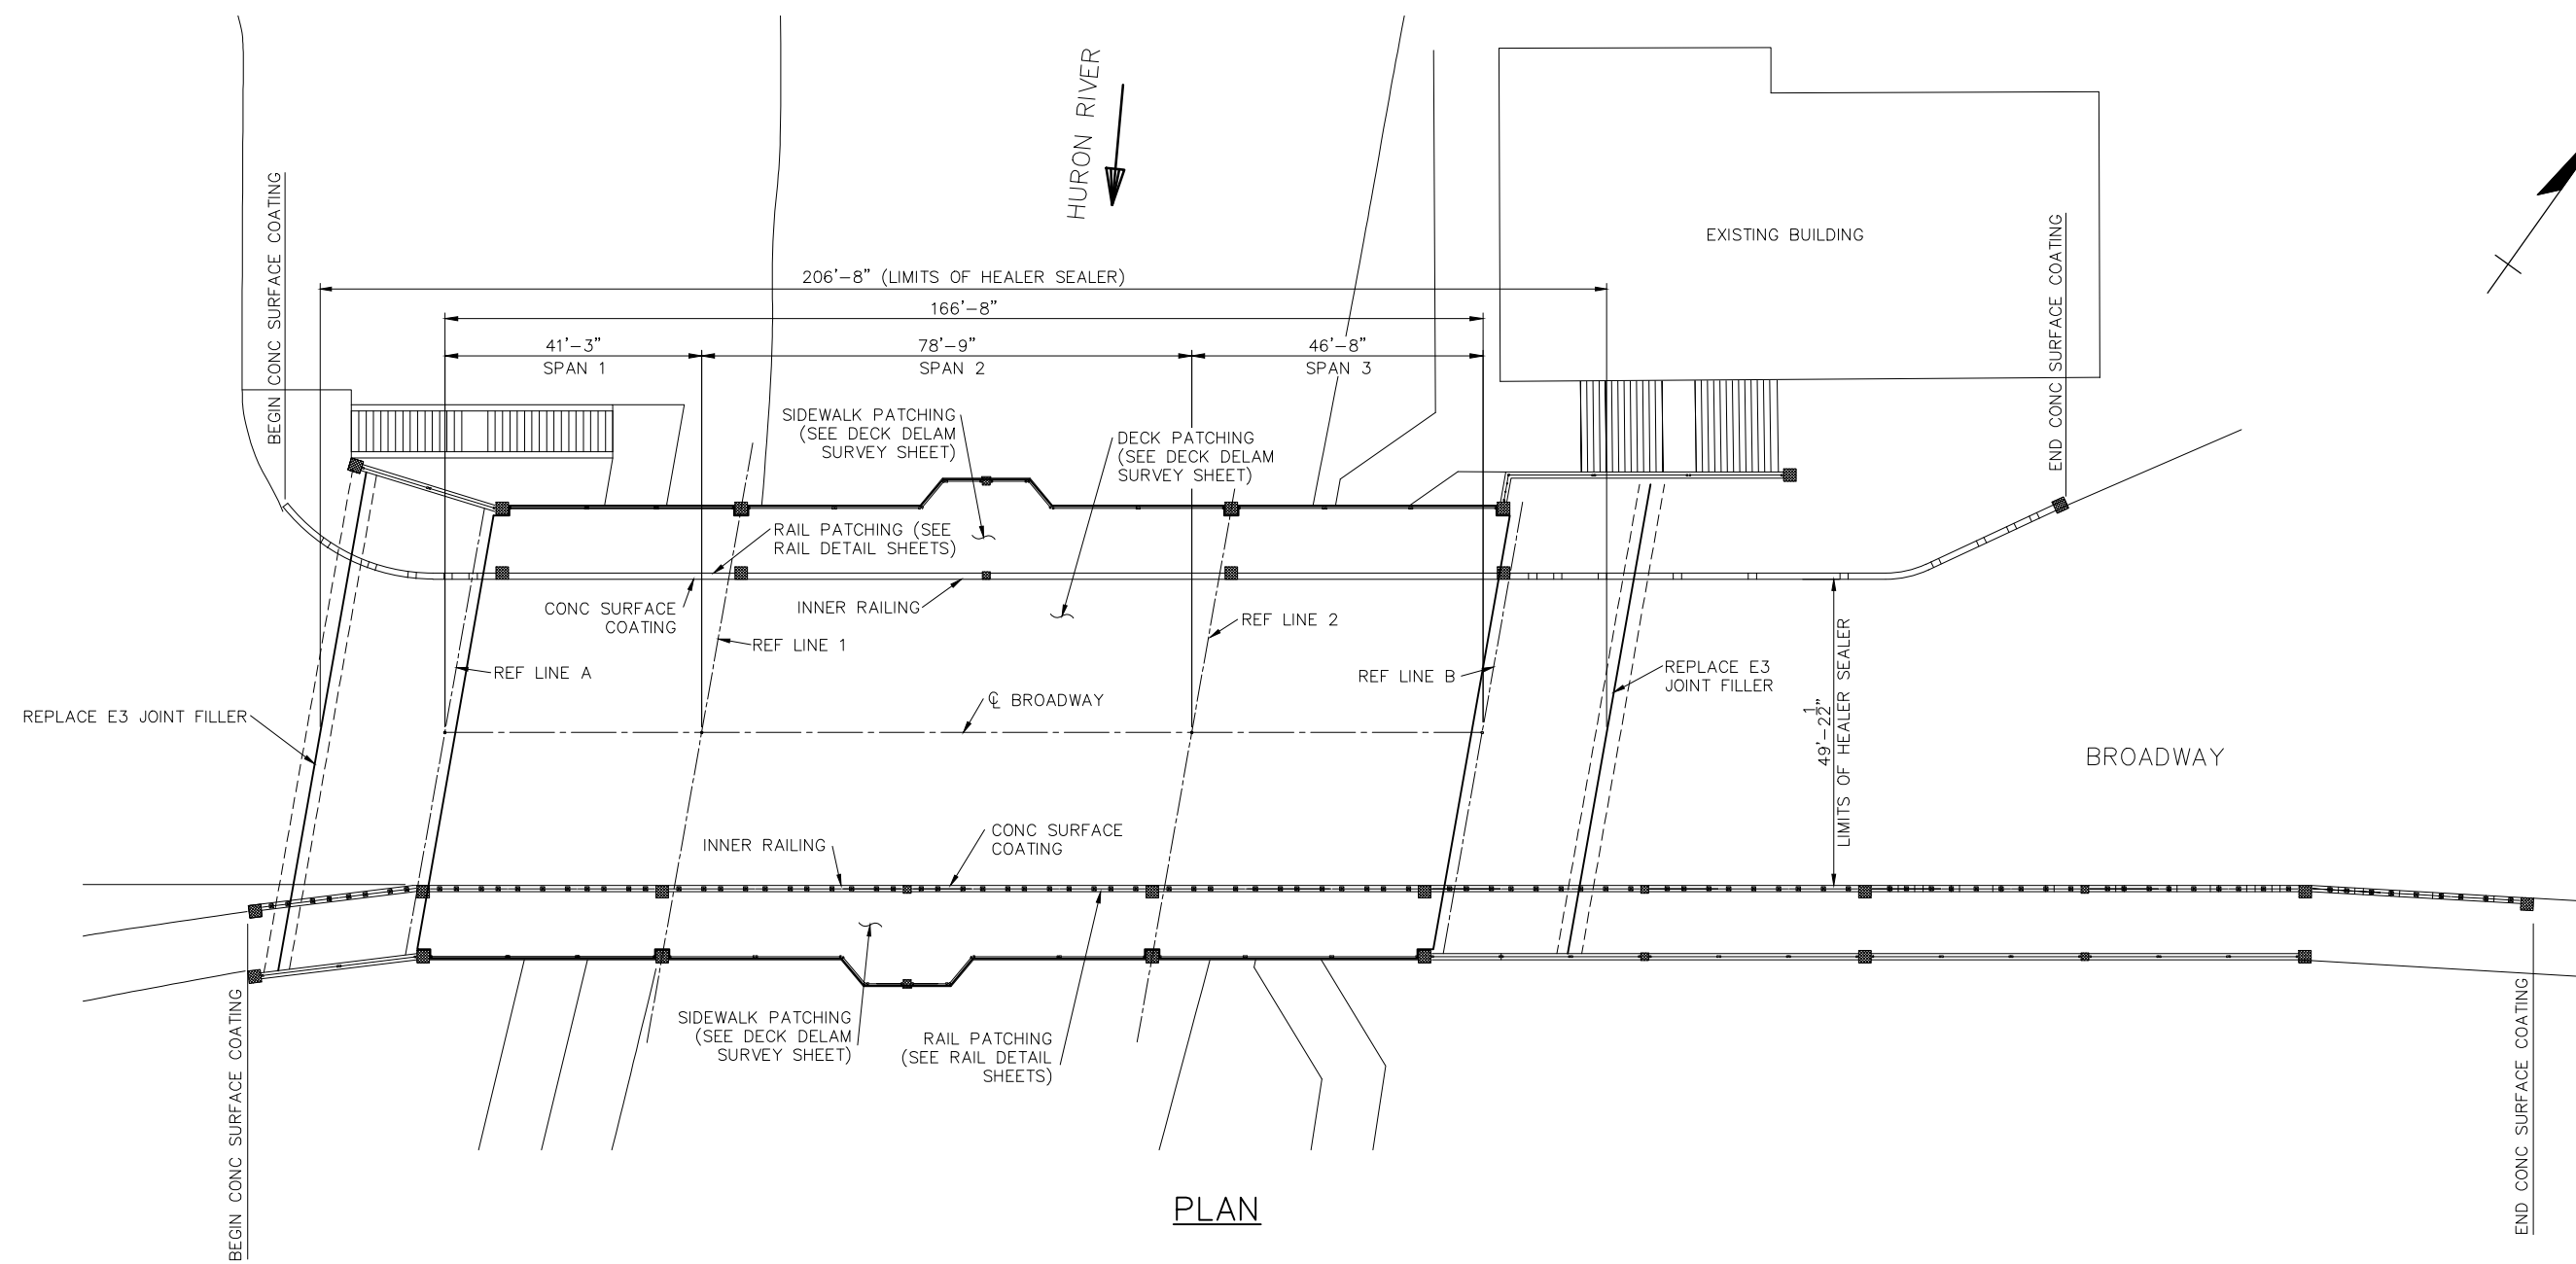 HURON RIVER
EXISTING BUILDING
BEGIN CONC SURFACE COATING
END CONC SURFACE COATING
206'-8" (LIMITS OF HEALER SEALER)
166'-8"
41'-3"
SPAN 1
78'-9"
SPAN 2
46'-8"
SPAN 3
SIDEWALK PATCHING
(SEE DECK DELAM
SURVEY SHEET)
DECK PATCHING
(SEE DECK DELAM
SURVEY SHEET)
RAIL PATCHING (SEE
RAIL DETAIL SHEETS)
CONC SURFACE
COATING
INNER RAILING
REF LINE 1
REF LINE 2
REF LINE A
REF LINE B
REPLACE E3
JOINT FILLER
REPLACE E3 JOINT FILLER
℄ BROADWAY
49'-2½"
LIMITS OF HEALER SEALER
BROADWAY
INNER RAILING
CONC SURFACE
COATING
SIDEWALK PATCHING
(SEE DECK DELAM
SURVEY SHEET)
RAIL PATCHING
(SEE RAIL DETAIL
SHEETS)
BEGIN CONC SURFACE COATING
END CONC SURFACE COATING
PLAN